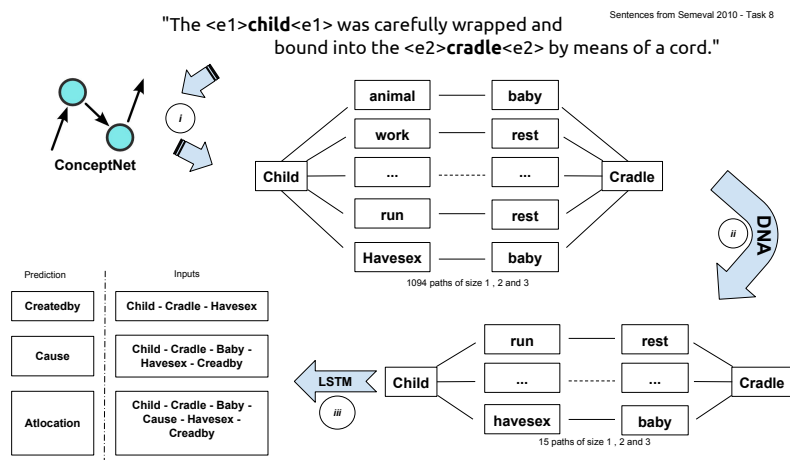 Sentences from Semeval 2010 - Task 8
"The <e1>child<e1> was carefully wrapped and
bound into the <e2>cradle<e2> by means of a cord."
i
ConceptNet
animal baby
work rest
Child ... ... Cradle
run rest
Havesex baby
1094 paths of size 1 , 2 and 3
ii
DNA
Prediction Inputs
Createdby Child - Cradle - Havesex
Cause Child - Cradle - Baby -
Havesex - Creadby
Atlocation Child - Cradle - Baby -
Cause - Havesex -
Creadby
LSTM
iii
run rest
Child ... ... Cradle
havesex baby
15 paths of size 1 , 2 and 3